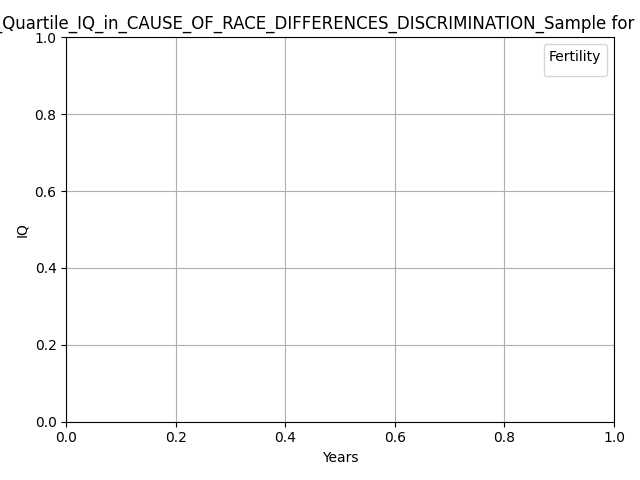 _Quartile_IQ_in_CAUSE_OF_RACE_DIFFERENCES_DISCRIMINATION_Sample for
Fertility
1.0
0.8
0.6
0.4
0.2
0.0
IQ
0.0 0.2 0.4 0.6 0.8 1.0
Years